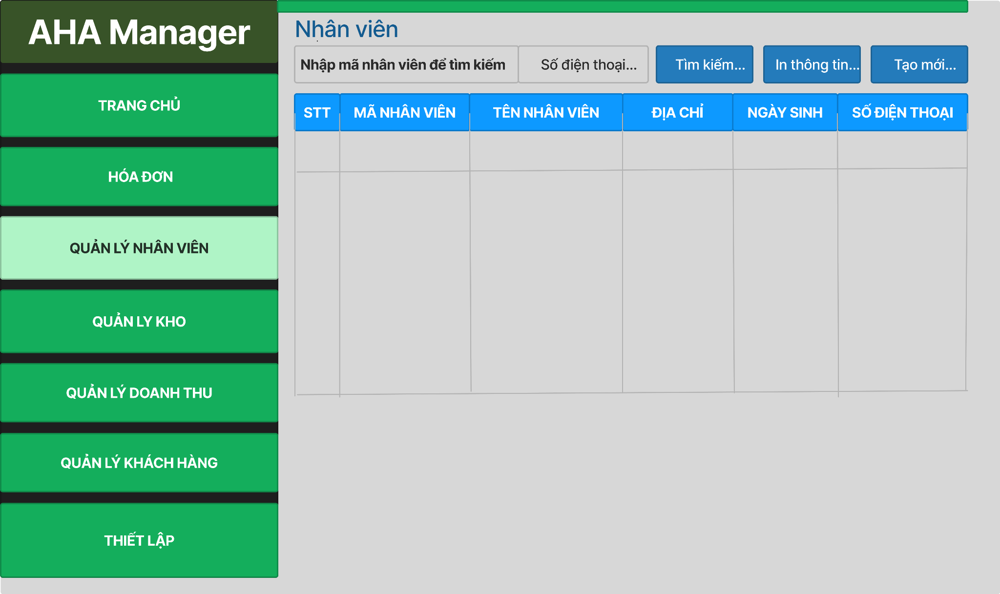 AHA Manager
TRANG CHỦ
HÓA ĐƠN
QUẢN LÝ NHÂN VIÊN
QUẢN LY KHO
QUẢN LÝ DOANH THU
QUẢN LÝ KHÁCH HÀNG
THIẾT LẬP
Nhân viên
Nhập mã nhân viên để tìm kiếm
Số điện thoại...
Tìm kiếm...
In thông tin...
Tạo mới...
STT
MÃ NHÂN VIÊN
TÊN NHÂN VIÊN
ĐỊA CHỈ
NGÀY SINH
SỐ ĐIỆN THOẠI